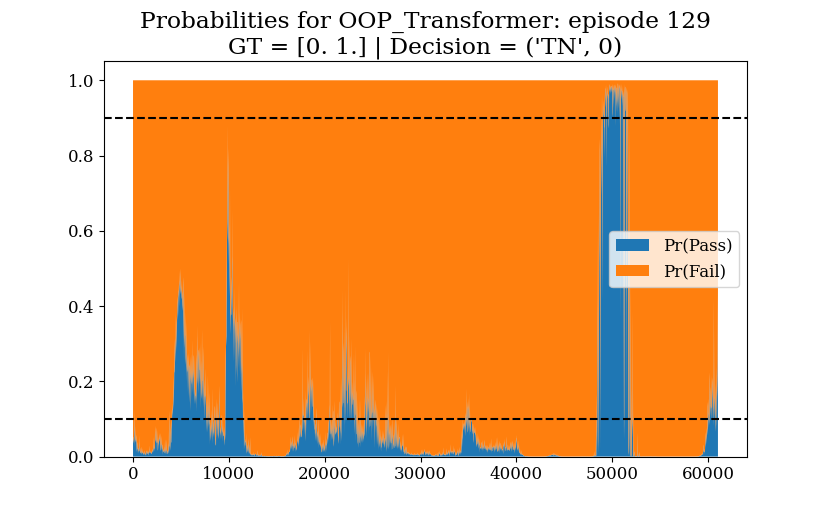 Probabilities for OOP_Transformer: episode 129
GT = [0. 1.] | Decision = ('TN', 0)
1.0
0.8
0.6
0.4
0.2
0.0
Pr(Pass)
Pr(Fail)
0 10000 20000 30000 40000 50000 60000